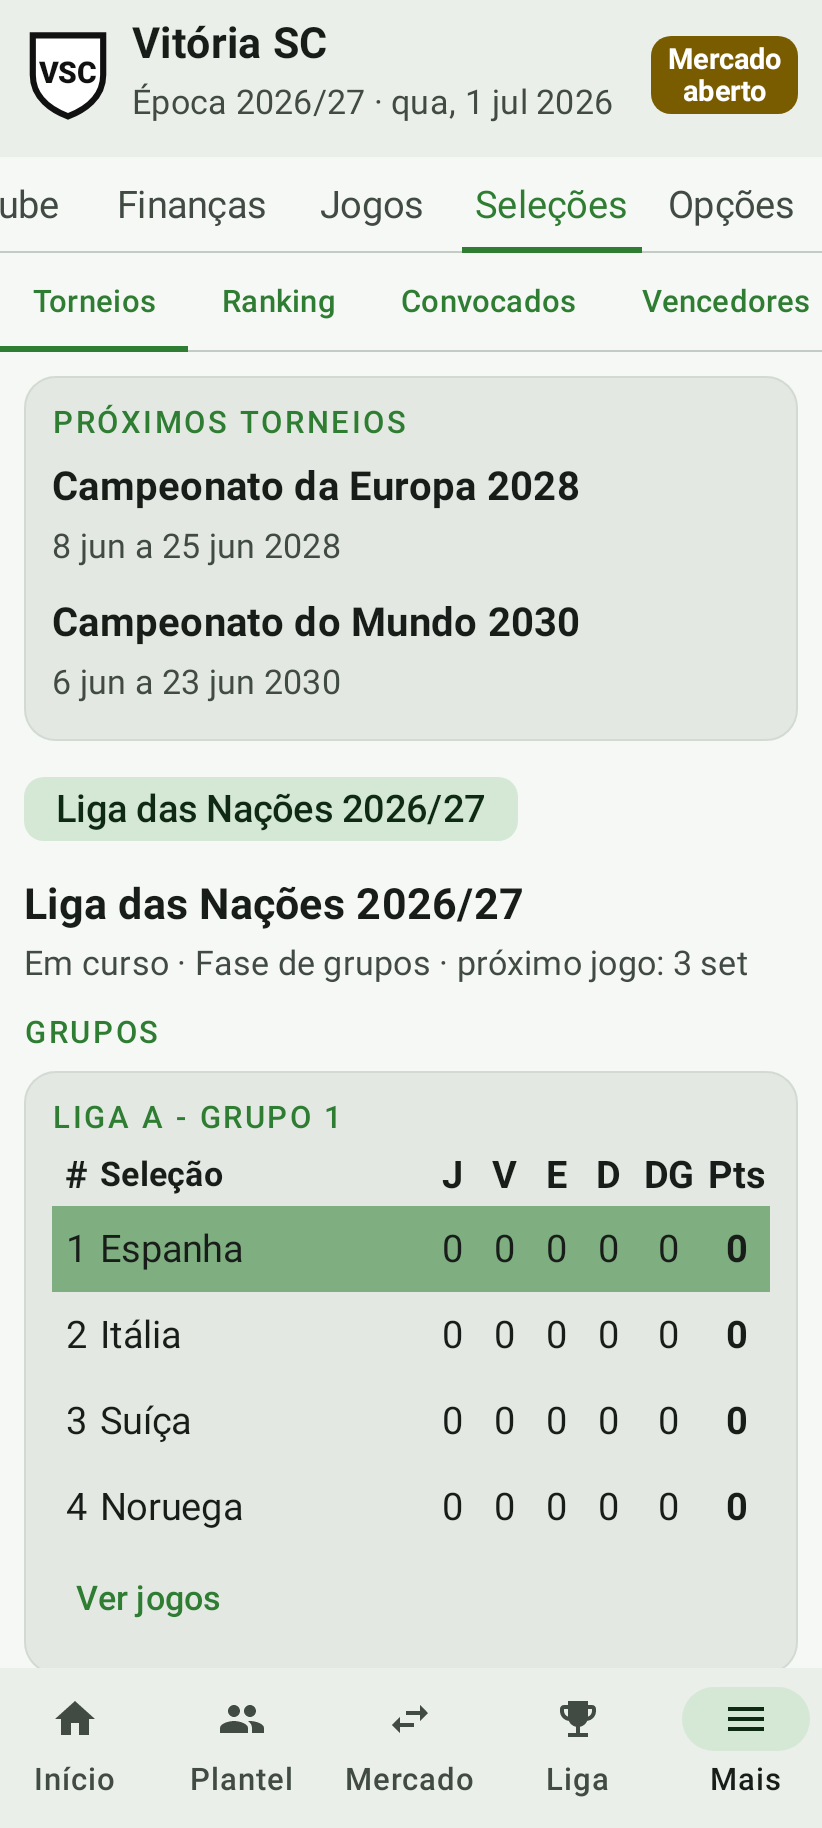 VSC
Vitória SC
Época 2026/27 · qua, 1 jul 2026
Mercado
aberto
ube Finanças Jogos Seleções Opções
Torneios Ranking Convocados Vencedores
PRÓXIMOS TORNEIOS
Campeonato da Europa 2028
8 jun a 25 jun 2028
Campeonato do Mundo 2030
6 jun a 23 jun 2030
Liga das Nações 2026/27
Liga das Nações 2026/27
Em curso · Fase de grupos · próximo jogo: 3 set
GRUPOS
LIGA A - GRUPO 1
# Seleção J V E D DG Pts
1 Espanha 0 0 0 0 0 0
2 Itália 0 0 0 0 0 0
3 Suíça 0 0 0 0 0 0
4 Noruega 0 0 0 0 0 0
Ver jogos
Início Plantel Mercado Liga Mais